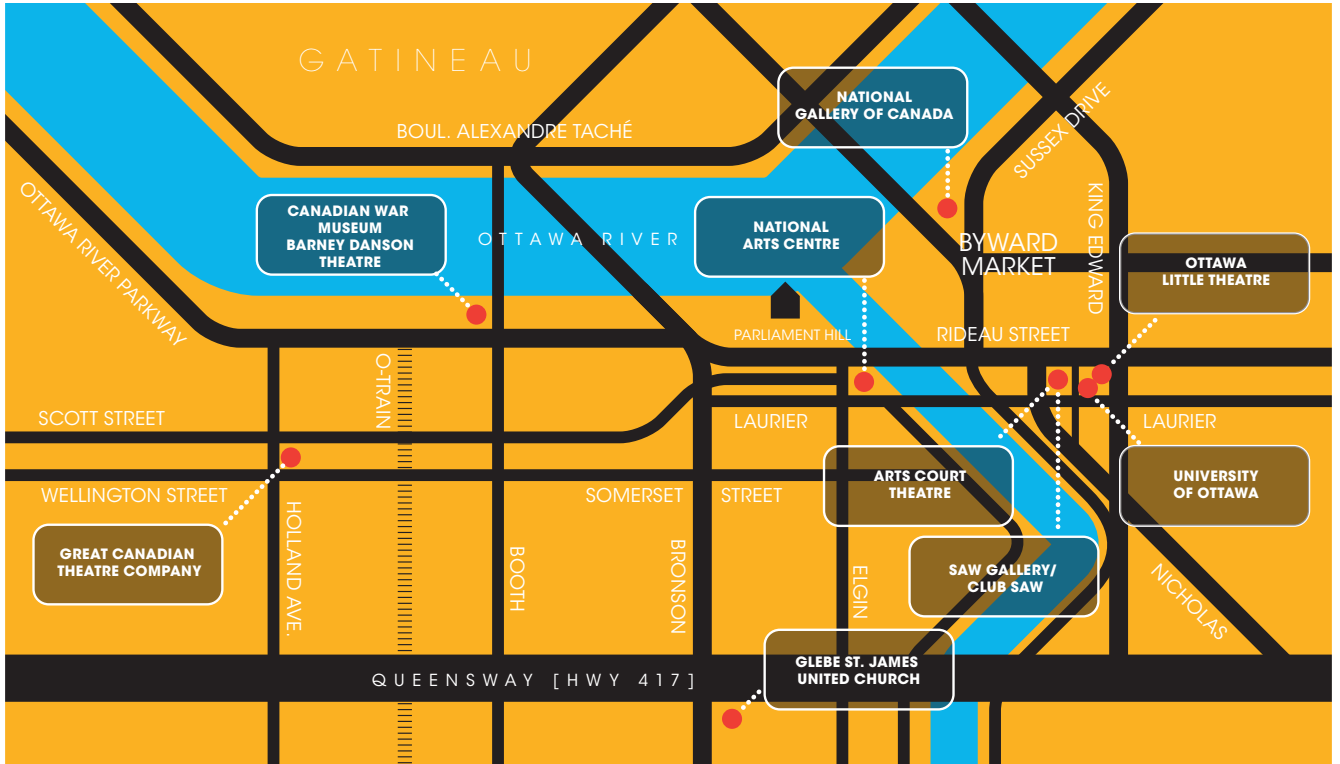 GATINEAU
NATIONAL
GALLERY OF CANADA
BOUL. ALEXANDRE TACHÉ
SUSSEX DRIVE
OTTAWA RIVER PARKWAY
CANADIAN WAR
MUSEUM
BARNEY DANSON
THEATRE
OTTAWA RIVER
NATIONAL
ARTS CENTRE
BYWARD
MARKET
KING EDWARD
OTTAWA
LITTLE THEATRE
PARLIAMENT HILL
RIDEAU STREET
O-TRAIN
SCOTT STREET
LAURIER
LAURIER
WELLINGTON STREET
SOMERSET
STREET
ARTS COURT
THEATRE
UNIVERSITY
OF OTTAWA
GREAT CANADIAN
THEATRE COMPANY
HOLLAND AVE.
BOOTH
BRONSON
ELGIN
SAW GALLERY/
CLUB SAW
NICHOLAS
GLEBE ST. JAMES
UNITED CHURCH
QUEENSWAY [HWY 417]